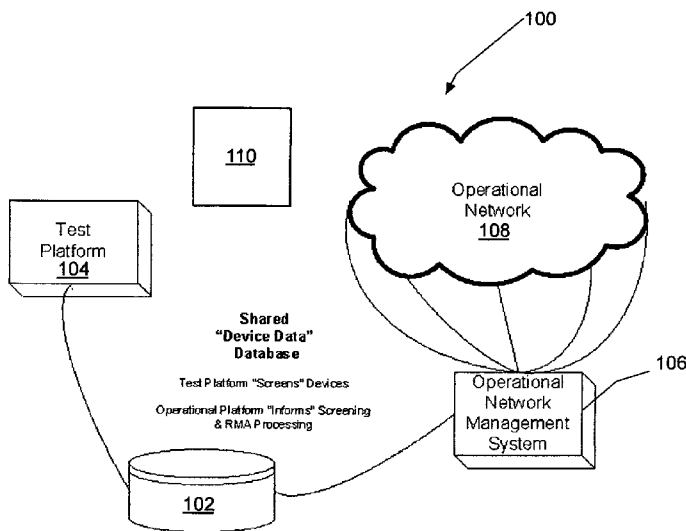 100
110
Operational
Network
108
Test
Platform
104
Shared
"Device Data"
Database
Test Platform "Screens" Devices
Operational Platform "Informs" Screening
& RMA Processing
106
Operational
Network
Management
System
102